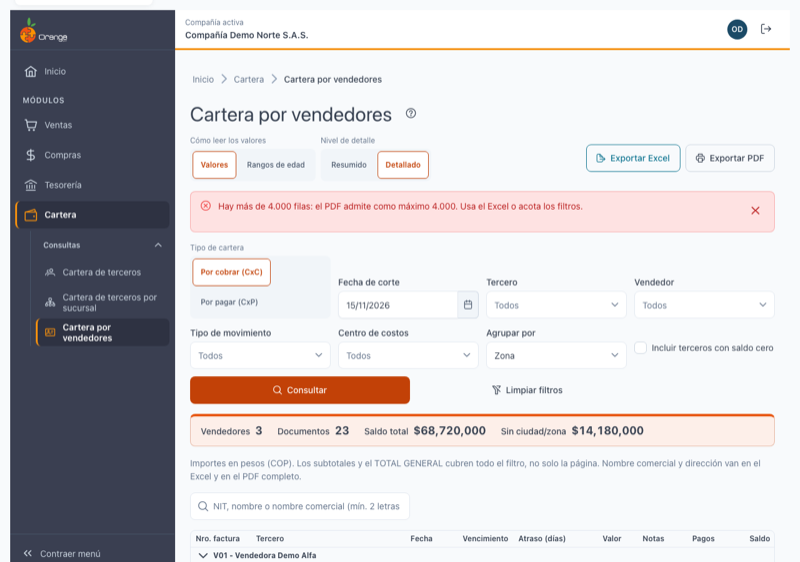 Orange
Compañía activa
Compañía Demo Norte S.A.S.
OD
Inicio
MÓDULOS
Ventas
Compras
Tesorería
Cartera
Consultas
Cartera de terceros
Cartera de terceros por
sucursal
Cartera por
vendedores
Contraer menú
Inicio > Cartera > Cartera por vendedores
Cartera por vendedores
Cómo leer los valores
Nivel de detalle
Valores
Rangos de edad
Resumido
Detallado
Exportar Excel
Exportar PDF
Hay más de 4.000 filas: el PDF admite como máximo 4.000. Usa el Excel o acota los filtros.
Tipo de cartera
Por cobrar (CxC)
Por pagar (CxP)
Fecha de corte
15/11/2026
Tercero
Todos
Vendedor
Todos
Tipo de movimiento
Todos
Centro de costos
Todos
Agrupar por
Zona
Incluir terceros con saldo cero
Consultar
Limpiar filtros
Vendedores 3 Documentos 23 Saldo total $68,720,000 Sin ciudad/zona $14,180,000
Importes en pesos (COP). Los subtotales y el TOTAL GENERAL cubren todo el filtro, no solo la página. Nombre comercial y dirección van en el
Excel y en el PDF completo.
NIT, nombre o nombre comercial (mín. 2 letras
Nro. factura Tercero Fecha Vencimiento Atraso (días) Valor Notas Pagos Saldo
V01 - Vendedora Demo Alfa